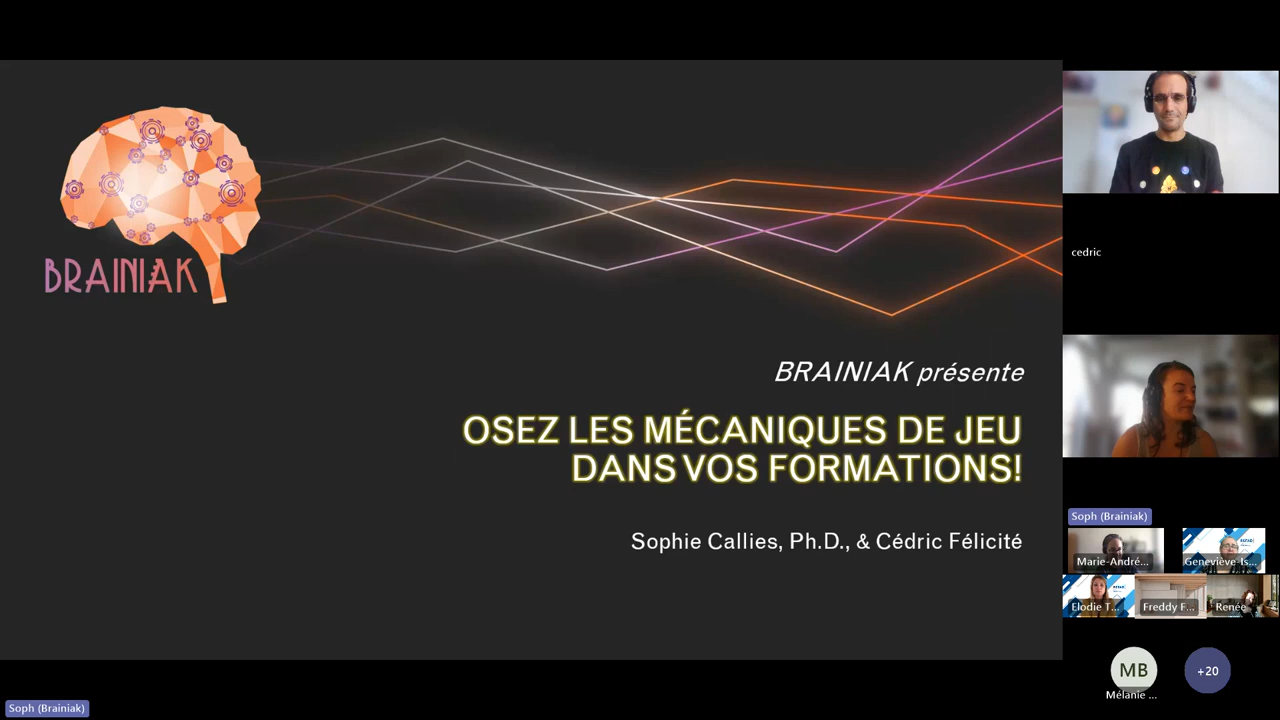 BRAINIAK
BRAINIAK présente
OSEZ LES MÉCANIQUES DE JEU
DANS VOS FORMATIONS!
Sophie Callies, Ph.D., & Cédric Félicité
cedric
Soph (Brainiak)
Marie-André...
Geneviève-Is...
Elodie T...
Freddy F...
Renée
MB
+20
Mélanie ...
Soph (Brainiak)